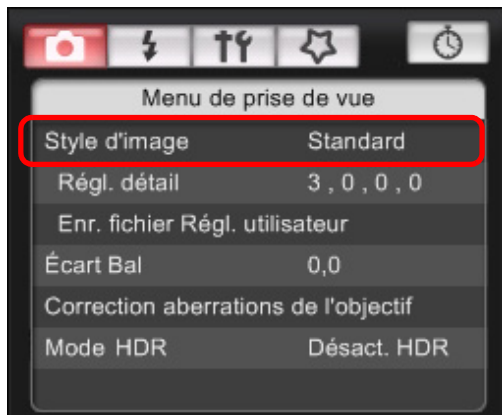 Menu de prise de vue
Style d'image Standard
Régl. détail 3 , 0 , 0 , 0
Enr. fichier Régl. utilisateur
Écart Bal 0,0
Correction aberrations de l'objectif
Mode HDR Désact. HDR